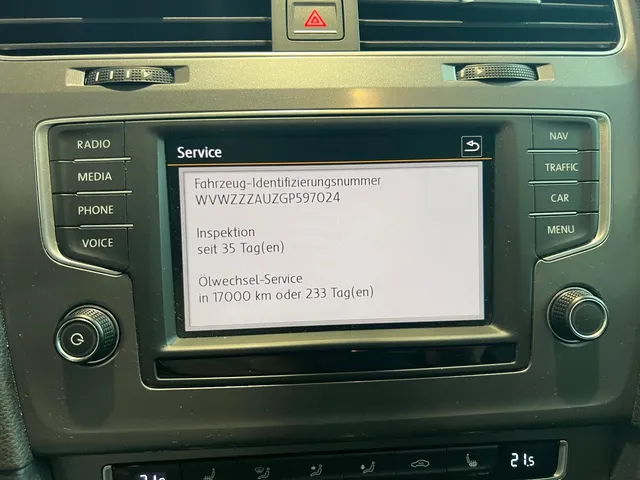 RADIO
MEDIA
PHONE
VOICE
Service
Fahrzeug-Identifizierungsnummer
WVWZZZAUZGP597024
Inspektion
seit 35 Tag(en)
Ölwechsel-Service
in 17000 km oder 233 Tag(en)
NAV
TRAFFIC
CAR
MENU
21.5